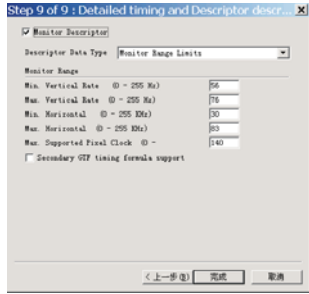 Step 9 of 9 : Detailed timing and Descriptor descr...
Monitor Descriptor
Descriptor Data Type Monitor Range Limits
Monitor Range
Min. Vertical Rate (0 - 255 Hz) 56
Max. Vertical Rate (0 - 255 Hz) 76
Min. Horizontal (0 - 255 KHz) 30
Max. Horizontal (0 - 255 KHz) 83
Max. Supported Pixel Clock (0 - 140
Secondary GTF timing formula support
< 上一步(B) 完成 取消